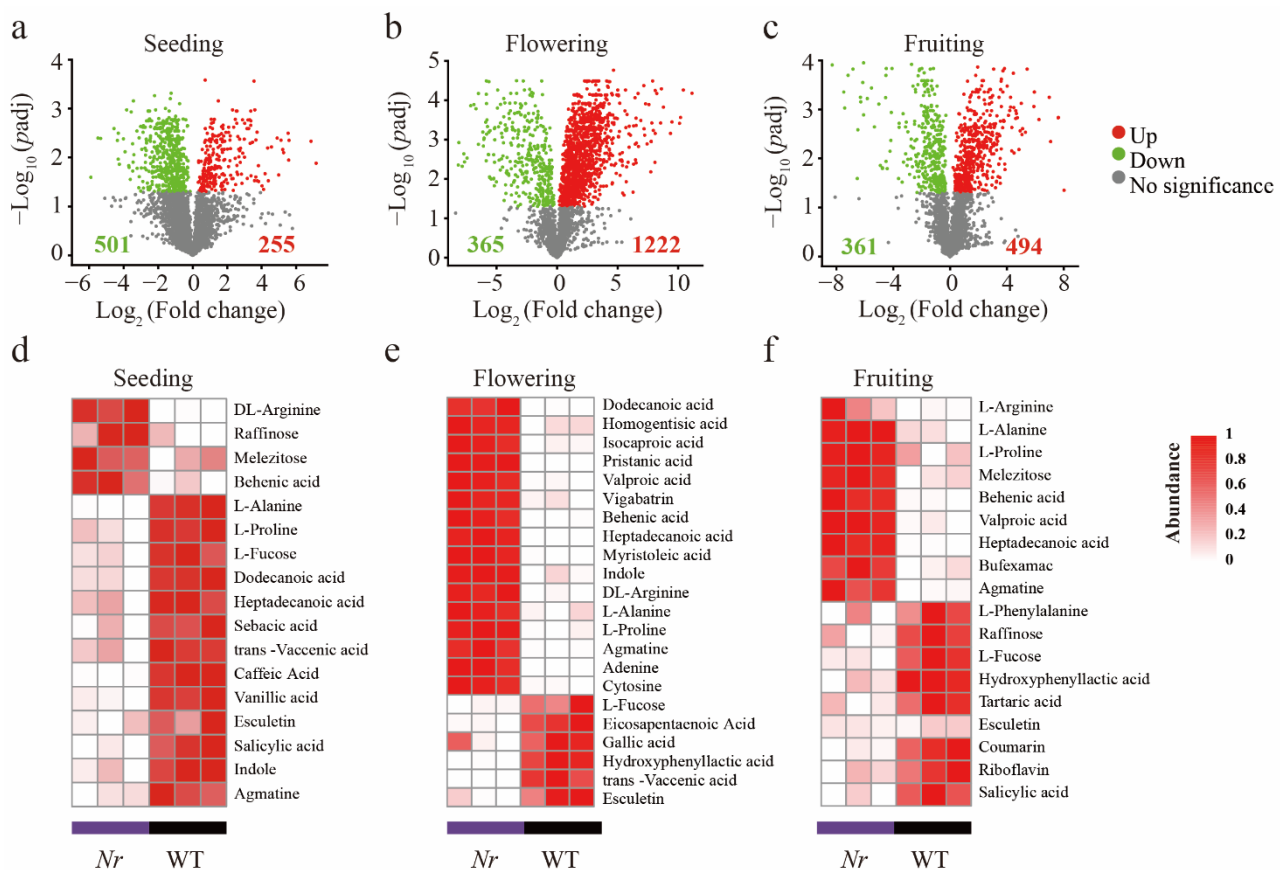 a
Seeding
−Log10 (padj)
4
3
2
1
0
501
255
−6
−4
−2
0
2
4
6
Log2 (Fold change)
b
Flowering
−Log10 (padj)
5
4
3
2
1
0
365
1222
−5
0
5
10
Log2 (Fold change)
c
Fruiting
−Log10 (padj)
4
3
2
1
0
361
494
−8
−4
0
4
8
Log2 (Fold change)
Up
Down
No significance
d
Seeding
DL-Arginine
Raffinose
Melezitose
Behenic acid
L-Alanine
L-Proline
L-Fucose
Dodecanoic acid
Heptadecanoic acid
Sebacic acid
trans -Vaccenic acid
Caffeic Acid
Vanillic acid
Esculetin
Salicylic acid
Indole
Agmatine
Nr
WT
e
Flowering
Dodecanoic acid
Homogentisic acid
Isocaproic acid
Pristanic acid
Valproic acid
Vigabatrin
Behenic acid
Heptadecanoic acid
Myristoleic acid
Indole
DL-Arginine
L-Alanine
L-Proline
Agmatine
Adenine
Cytosine
L-Fucose
Eicosapentaenoic Acid
Gallic acid
Hydroxyphenyllactic acid
trans -Vaccenic acid
Esculetin
Nr
WT
f
Fruiting
L-Arginine
L-Alanine
L-Proline
Melezitose
Behenic acid
Valproic acid
Heptadecanoic acid
Bufexamac
Agmatine
L-Phenylalanine
Raffinose
L-Fucose
Hydroxyphenyllactic acid
Tartaric acid
Esculetin
Coumarin
Riboflavin
Salicylic acid
Nr
WT
Abundance
1
0.8
0.6
0.4
0.2
0